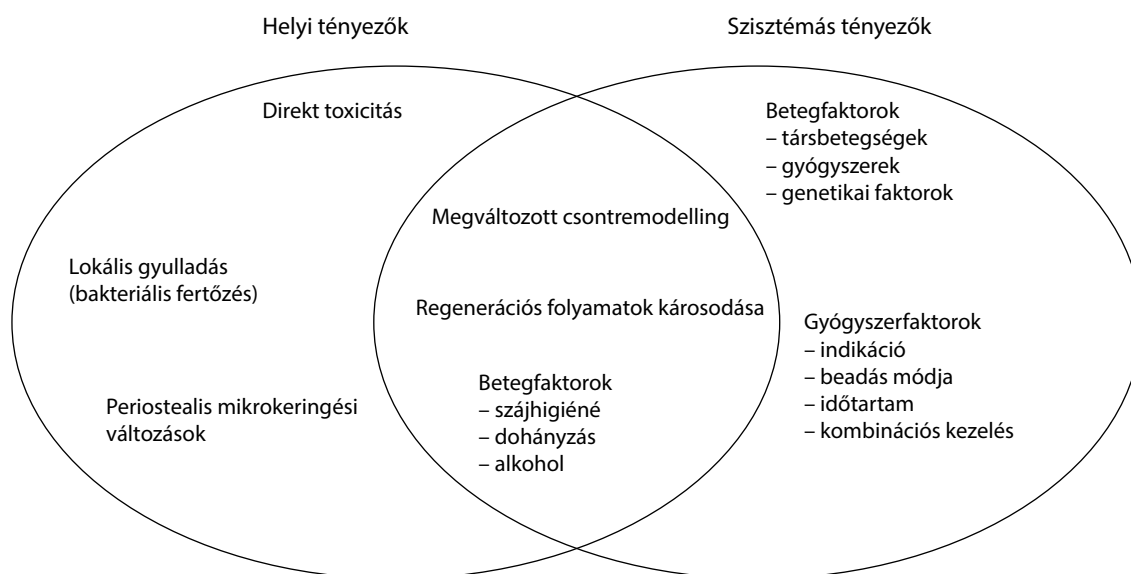 Helyi tényezők
Szisztémás tényezők
Direkt toxicitás
Lokális gyulladás
(bakteriális fertőzés)
Periostealis mikrokeringési
változások
Megváltozott csontremodelling
Regenerációs folyamatok károsodása
Betegfaktorok
– szájhigiéné
– dohányzás
– alkohol
Betegfaktorok
– társbetegségek
– gyógyszerek
– genetikai faktorok
Gyógyszerfaktorok
– indikáció
– beadás módja
– időtartam
– kombinációs kezelés